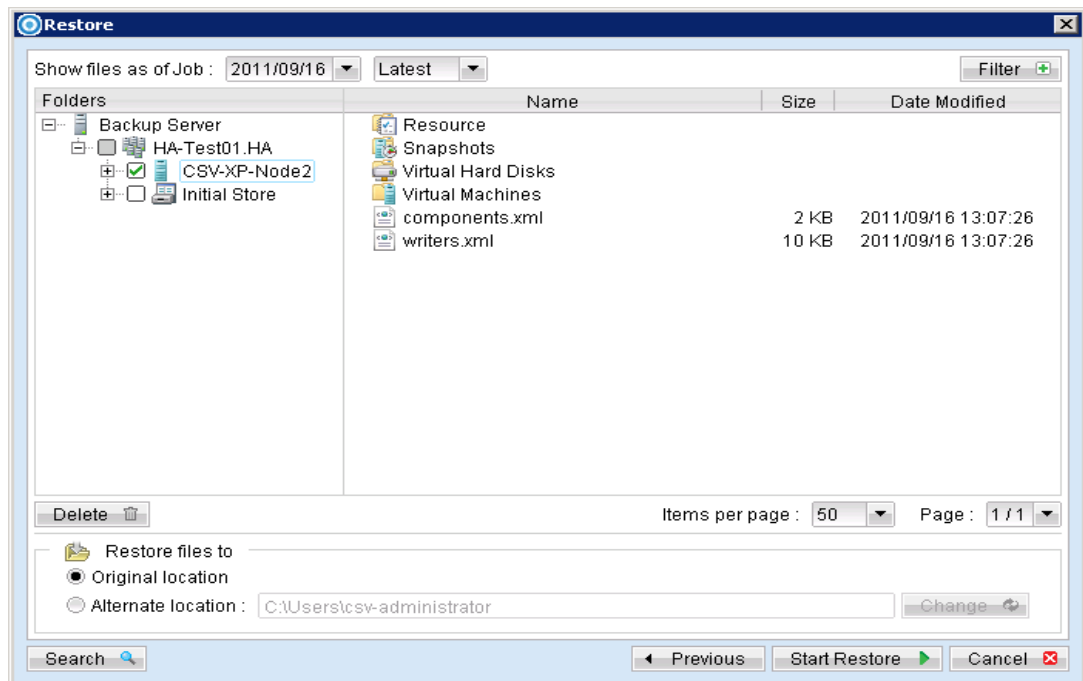 Restore
Show files as of Job : 2011/09/16 Latest Filter
Folders Name Size Date Modified
Backup Server
HA-Test01.HA
CSV-XP-Node2
Initial Store
Resource
Snapshots
Virtual Hard Disks
Virtual Machines
components.xml 2 KB 2011/09/16 13:07:26
writers.xml 10 KB 2011/09/16 13:07:26
Delete Items per page : 50 Page : 1 / 1
Restore files to
Original location
Alternate location : C:\Users\csv-administrator Change
Search Previous Start Restore Cancel